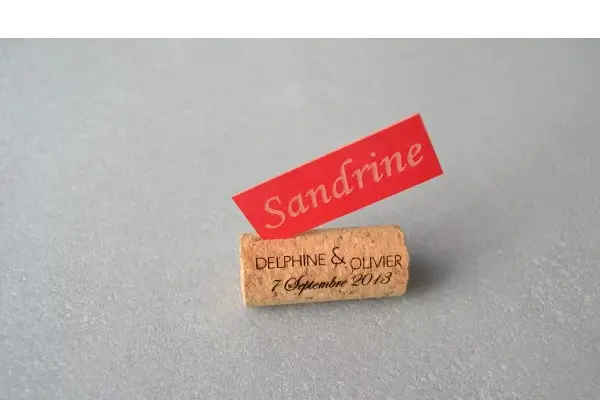 Sandrine
DELPHINE & OLIVIER
7 Septembre 2013